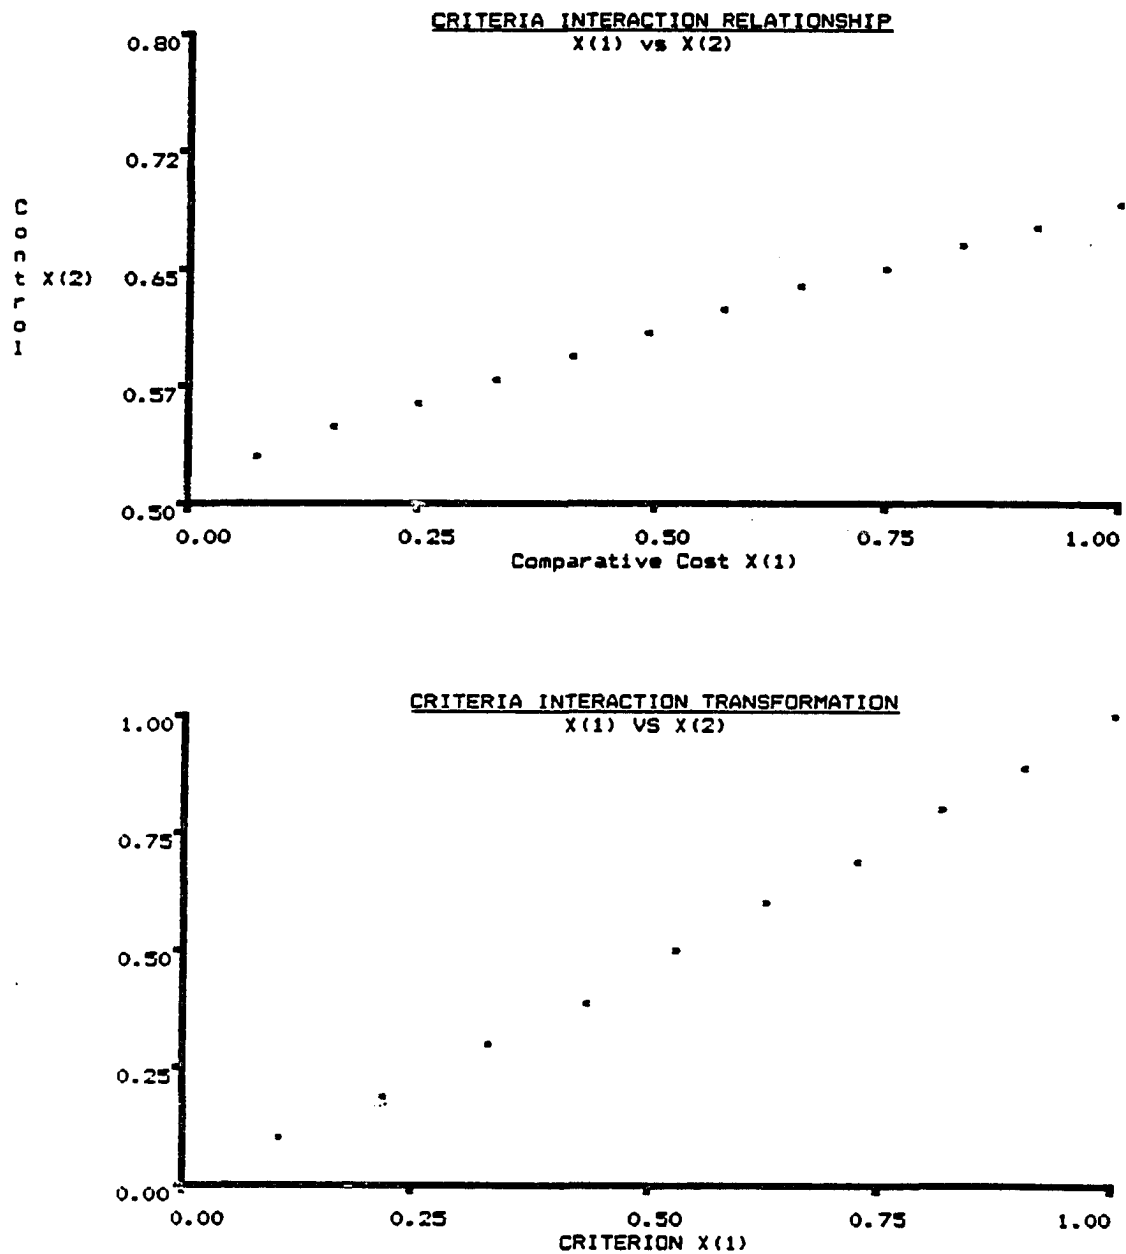 CRITERIA INTERACTION RELATIONSHIP
X(1) vs X(2)
0.80
0.72
0.65
0.57
0.50
Control
X(2)
0.00 0.25 0.50 0.75 1.00
Comparative Cost X(1)
CRITERIA INTERACTION TRANSFORMATION
X(1) VS X(2)
1.00
0.75
0.50
0.25
0.00
0.00 0.25 0.50 0.75 1.00
CRITERION X(1)